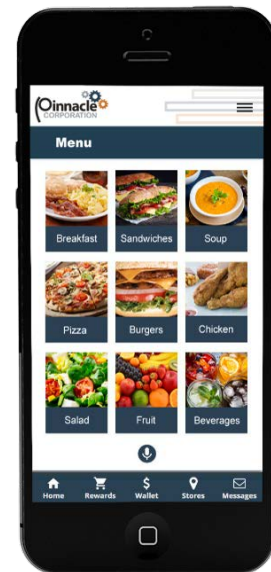 Pinnacle
CORPORATION
Menu
Breakfast
Sandwiches
Soup
Pizza
Burgers
Chicken
Salad
Fruit
Beverages
Home
Rewards
$
Wallet
Stores
Messages